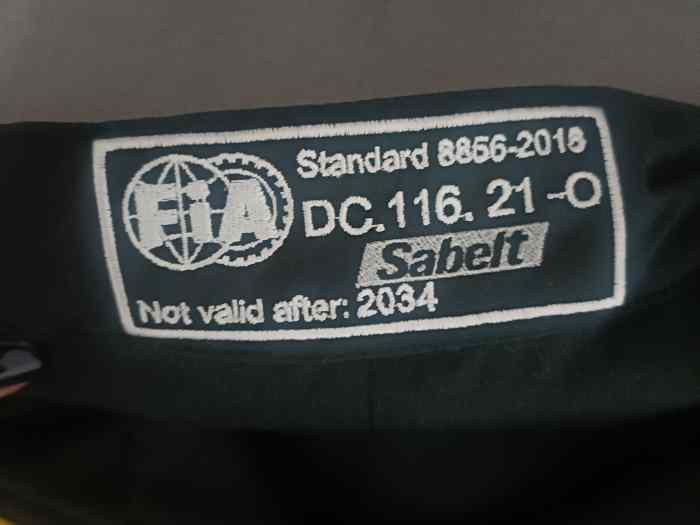 FiA
Standard 8856-2018
DC.116. 21-O
Sabelt
Not valid after: 2034